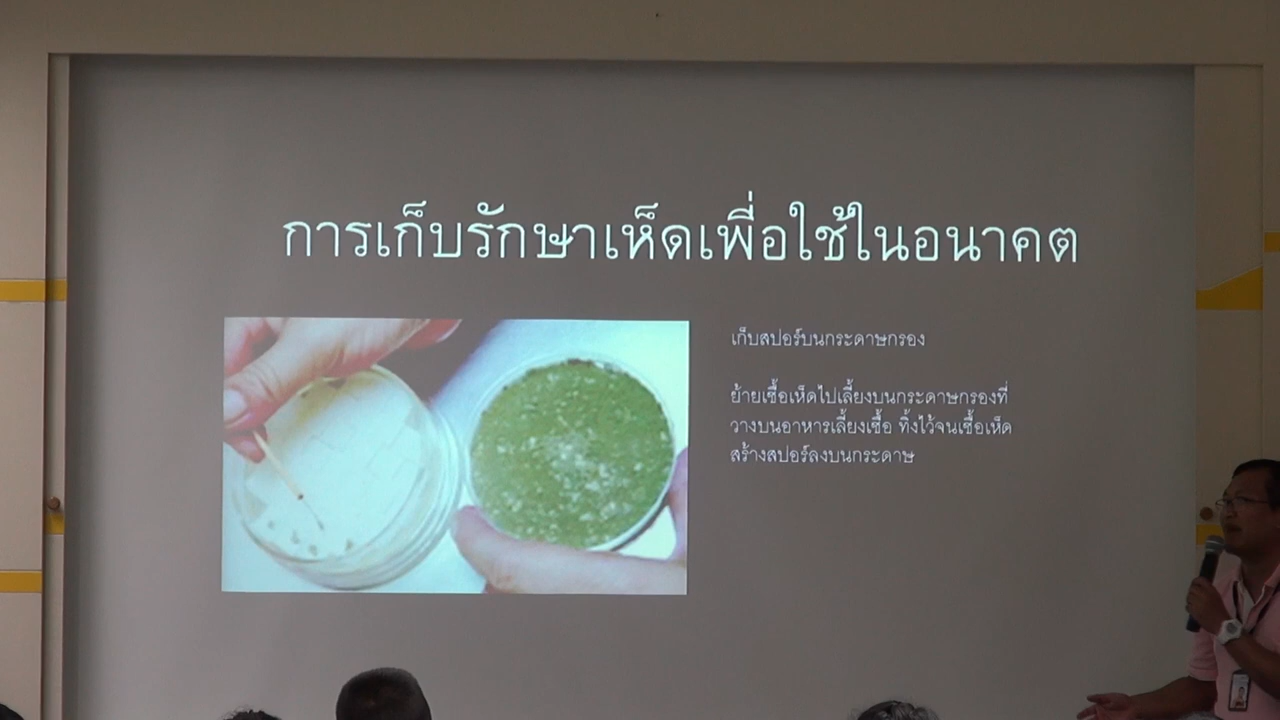 การเก็บรักษาเห็ดเพื่อใช้ในอนาคต
เก็บสปอร์บนกระดาษกรอง
ย้ายเชื้อเห็ดไปเลี้ยงบนกระดาษกรองที่
วางบนอาหารเลี้ยงเชื้อ ทิ้งไว้จนเชื้อเห็ด
สร้างสปอร์ลงบนกระดาษ